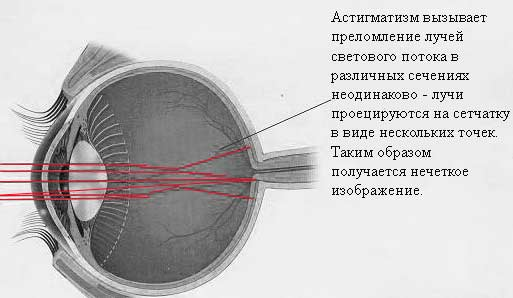 Астигматизм вызывает
преломление лучей
светового потока в
различных сечениях
неодинаково - лучи
проецируются на сетчатку
в виде нескольких точек.
Таким образом
получается нечеткое
изображение.